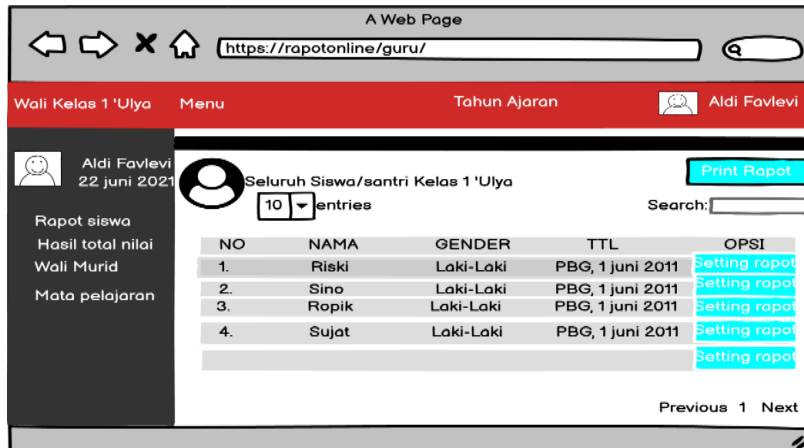 A Web Page
https://rapotonline/guru/
Wali Kelas 1 'Ulya Menu Tahun Ajaran Aldi Favlevi
Aldi Favlevi
22 juni 2021
Rapot siswa
Hasil total nilai
Wali Murid
Mata pelajaran
Print Rapot
Seluruh Siswa/santri Kelas 1 'Ulya
10 entries Search:
NO NAMA GENDER TTL OPSI
1. Riski Laki-Laki PBG, 1 juni 2011 Setting rapot
2. Sino Laki-Laki PBG, 1 juni 2011 Setting rapot
3. Ropik Laki-Laki PBG, 1 juni 2011 Setting rapot
4. Sujat Laki-Laki PBG, 1 juni 2011 Setting rapot
Setting rapot
Previous 1 Next